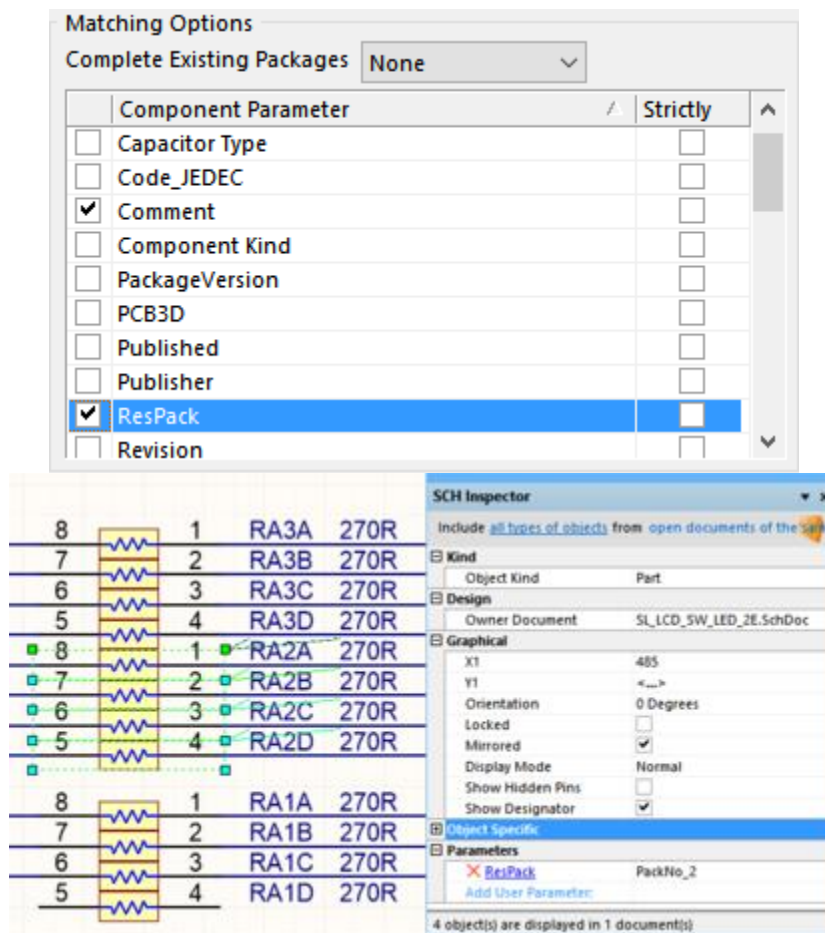 Matching Options
Complete Existing Packages None
Component Parameter Strictly
Capacitor Type
Code_JEDEC
Comment
Component Kind
PackageVersion
PCB3D
Published
Publisher
ResPack
Revision
8 1 RA3A 270R
7 2 RA3B 270R
6 3 RA3C 270R
5 4 RA3D 270R
8 1 RA2A 270R
7 2 RA2B 270R
6 3 RA2C 270R
5 4 RA2D 270R
8 1 RA1A 270R
7 2 RA1B 270R
6 3 RA1C 270R
5 4 RA1D 270R
SCH Inspector
Include all types of objects from open documents of the
Kind
Object Kind Part
Design
Owner Document SL_LCD_SW_LED_2E.SchDoc
Graphical
X1 485
Y1 <...>
Orientation 0 Degrees
Locked
Mirrored
Display Mode Normal
Show Hidden Pins
Show Designator
Object Specific
Parameters
ResPack PackNo_2
Add User Parameter:
4 object(s) are displayed in 1 document(s)